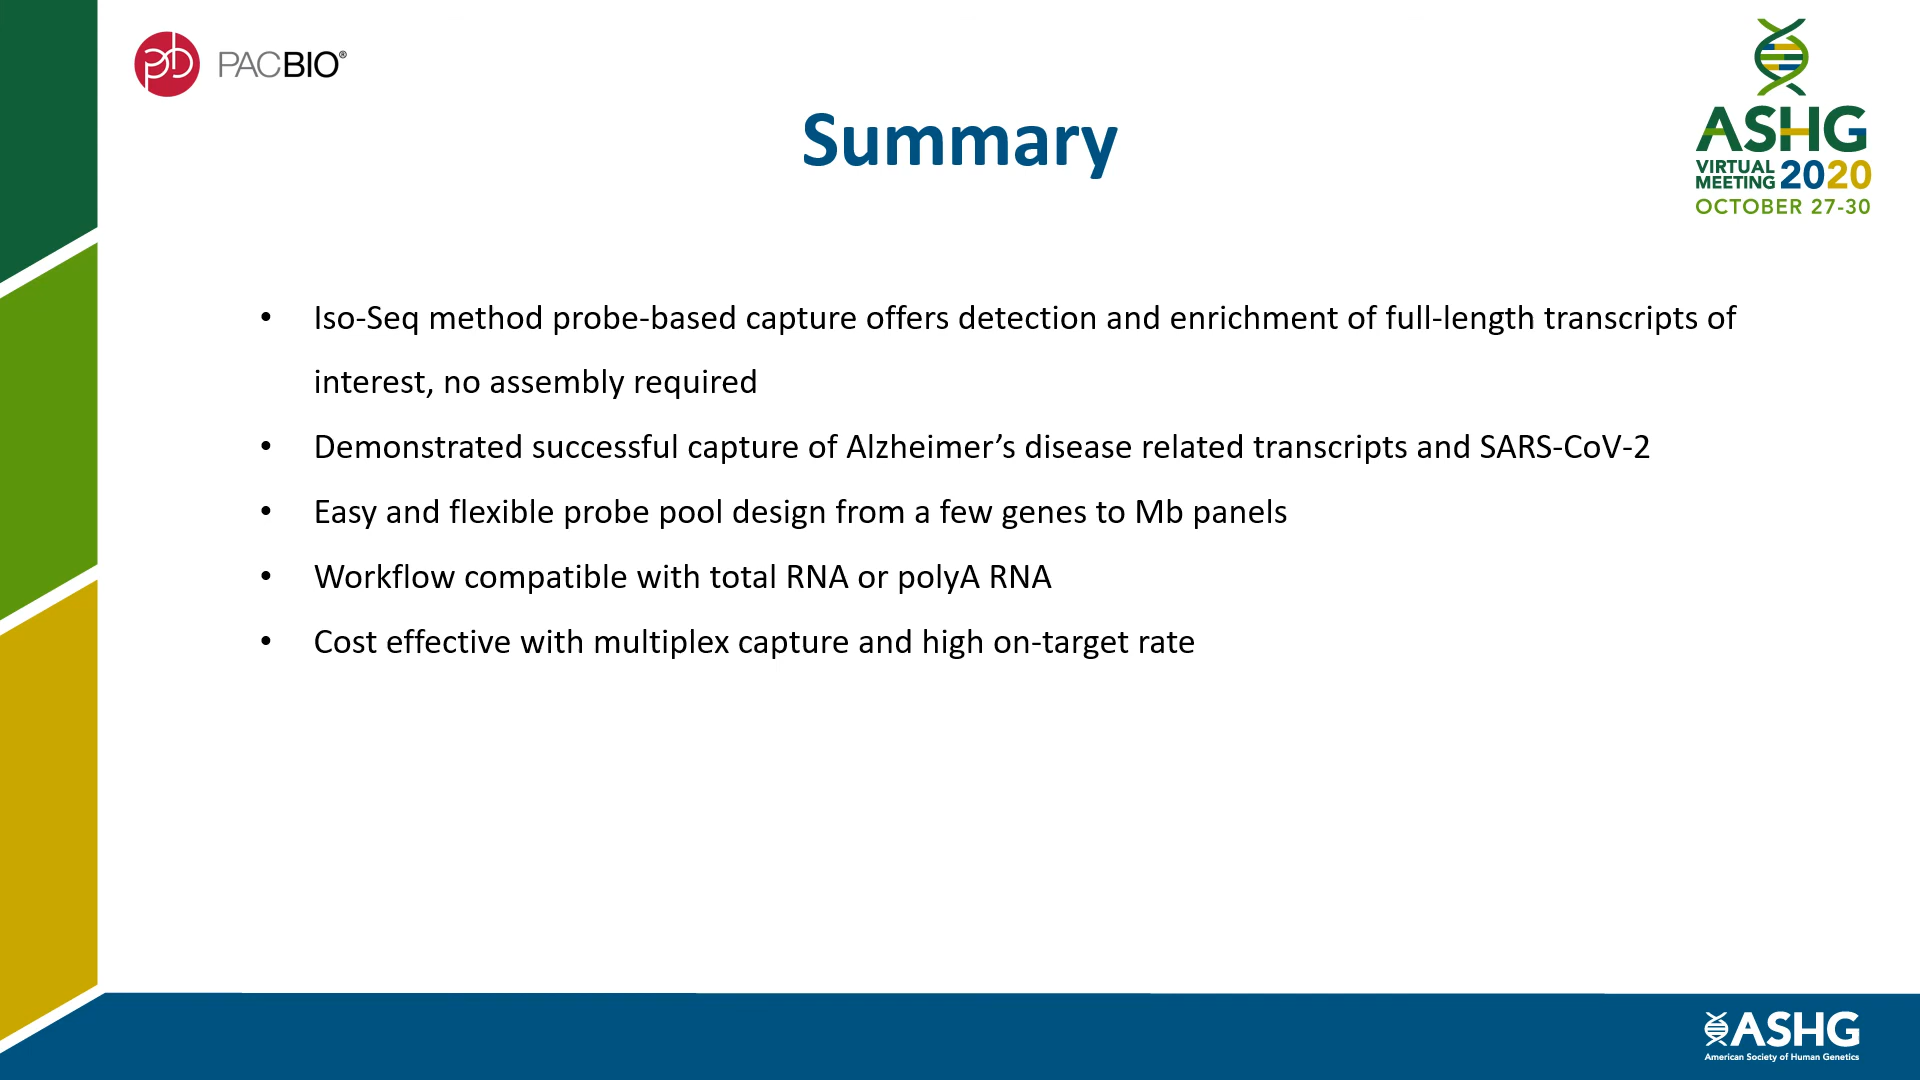 PACBIO®
ASHG
VIRTUAL
MEETING 2020
OCTOBER 27-30
Summary
• Iso-Seq method probe-based capture offers detection and enrichment of full-length transcripts of
interest, no assembly required
• Demonstrated successful capture of Alzheimer’s disease related transcripts and SARS-CoV-2
• Easy and flexible probe pool design from a few genes to Mb panels
• Workflow compatible with total RNA or polyA RNA
• Cost effective with multiplex capture and high on-target rate
ASHG
American Society of Human Genetics